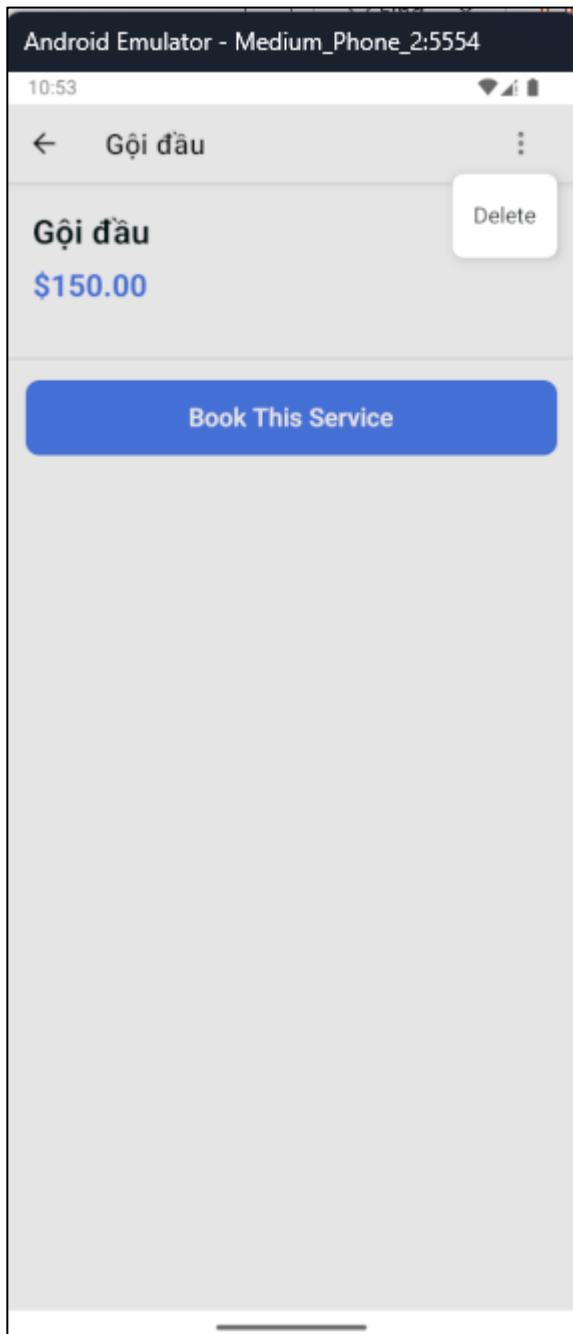 Android Emulator - Medium_Phone_2:5554
10:53
Gội đầu
Delete
Gội đầu
$150.00
Book This Service